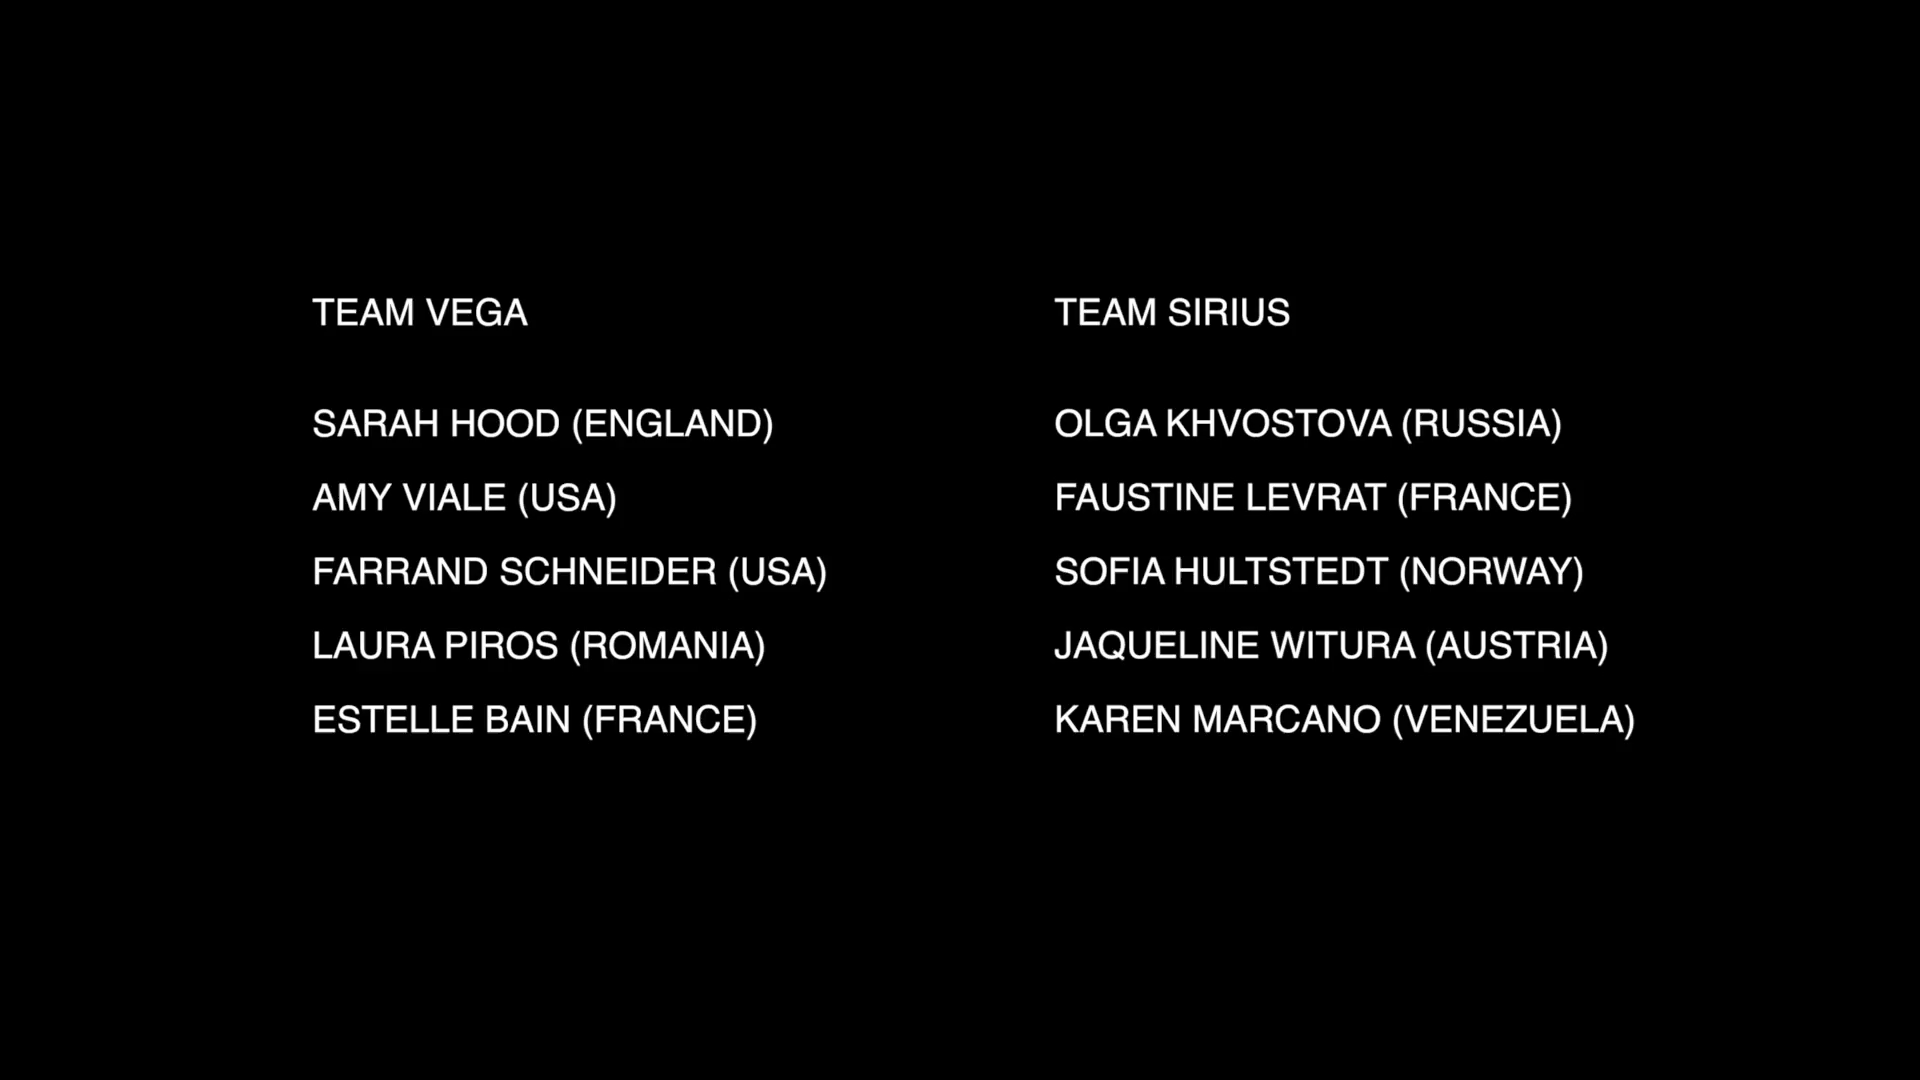 TEAM VEGA
SARAH HOOD (ENGLAND)
AMY VIALE (USA)
FARRAND SCHNEIDER (USA)
LAURA PIROS (ROMANIA)
ESTELLE BAIN (FRANCE)
TEAM SIRIUS
OLGA KHVOSTOVA (RUSSIA)
FAUSTINE LEVRAT (FRANCE)
SOFIA HULTSTEDT (NORWAY)
JAQUELINE WITURA (AUSTRIA)
KAREN MARCANO (VENEZUELA)